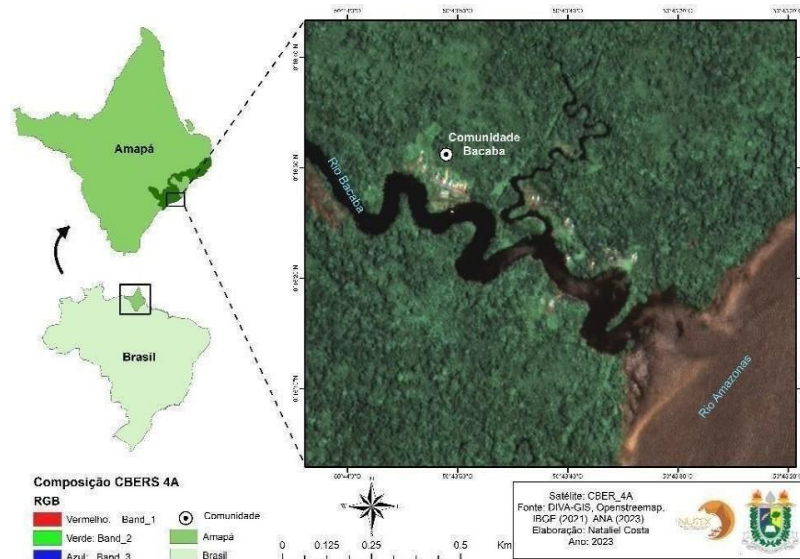 Amapá
Brasil
Comunidade
Bacaba
Rio Bacaba
Rio Amazonas
Composição CBERS 4A
RGB
Vermelho: Band_1
Verde: Band_2
Azul: Band_3
Comunidade
Amapá
Brasil
0 0.125 0.25 0.5 Km
Satélite: CBER_4A
Fonte: DIVA-GIS, Openstreemap,
IBGE (2021) ANA (2023)
Elaboração: Nataliel Costa
Ano: 2023